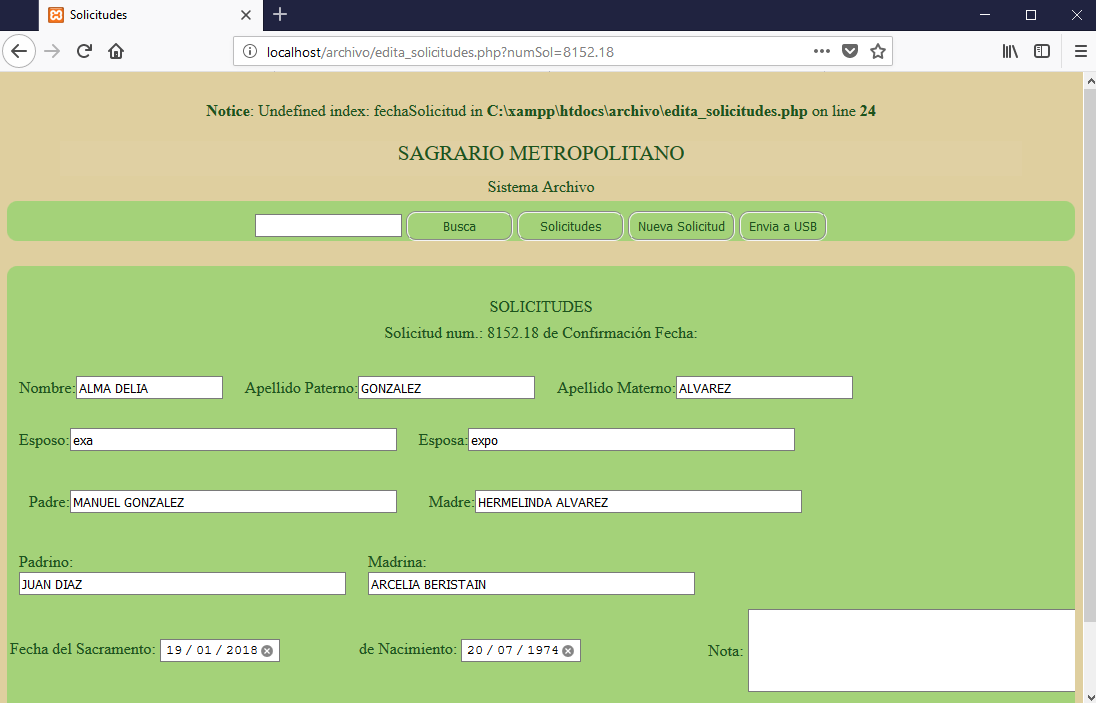 Solicitudes
localhost/archivo/edita_solicitudes.php?numSol=8152.18
Notice: Undefined index: fechaSolicitud in C:\xampp\htdocs\archivo\edita_solicitudes.php on line 24
SAGRARIO METROPOLITANO
Sistema Archivo
Busca Solicitudes Nueva Solicitud Envia a USB
SOLICITUDES
Solicitud num.: 8152.18 de Confirmación Fecha:
Nombre: ALMA DELIA Apellido Paterno: GONZALEZ Apellido Materno: ALVAREZ
Esposo: exa Esposa: expo
Padre: MANUEL GONZALEZ Madre: HERMELINDA ALVAREZ
Padrino: Madrina:
JUAN DIAZ ARCELIA BERISTAIN
Fecha del Sacramento: 19 / 01 / 2018 de Nacimiento: 20 / 07 / 1974 Nota: